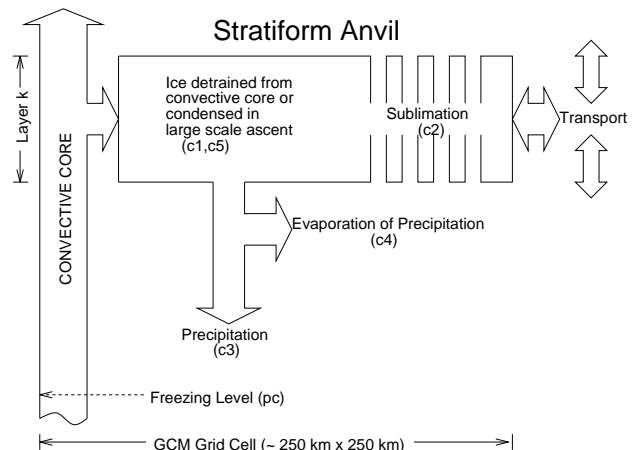 Stratiform Anvil
Layer k
CONVECTIVE CORE
Ice detrained from
convective core or
condensed in
large scale ascent
(c1,c5)
Sublimation
(c2)
Transport
Evaporation of Precipitation
(c4)
Precipitation
(c3)
Freezing Level (pc)
GCM Grid Cell (~ 250 km x 250 km)